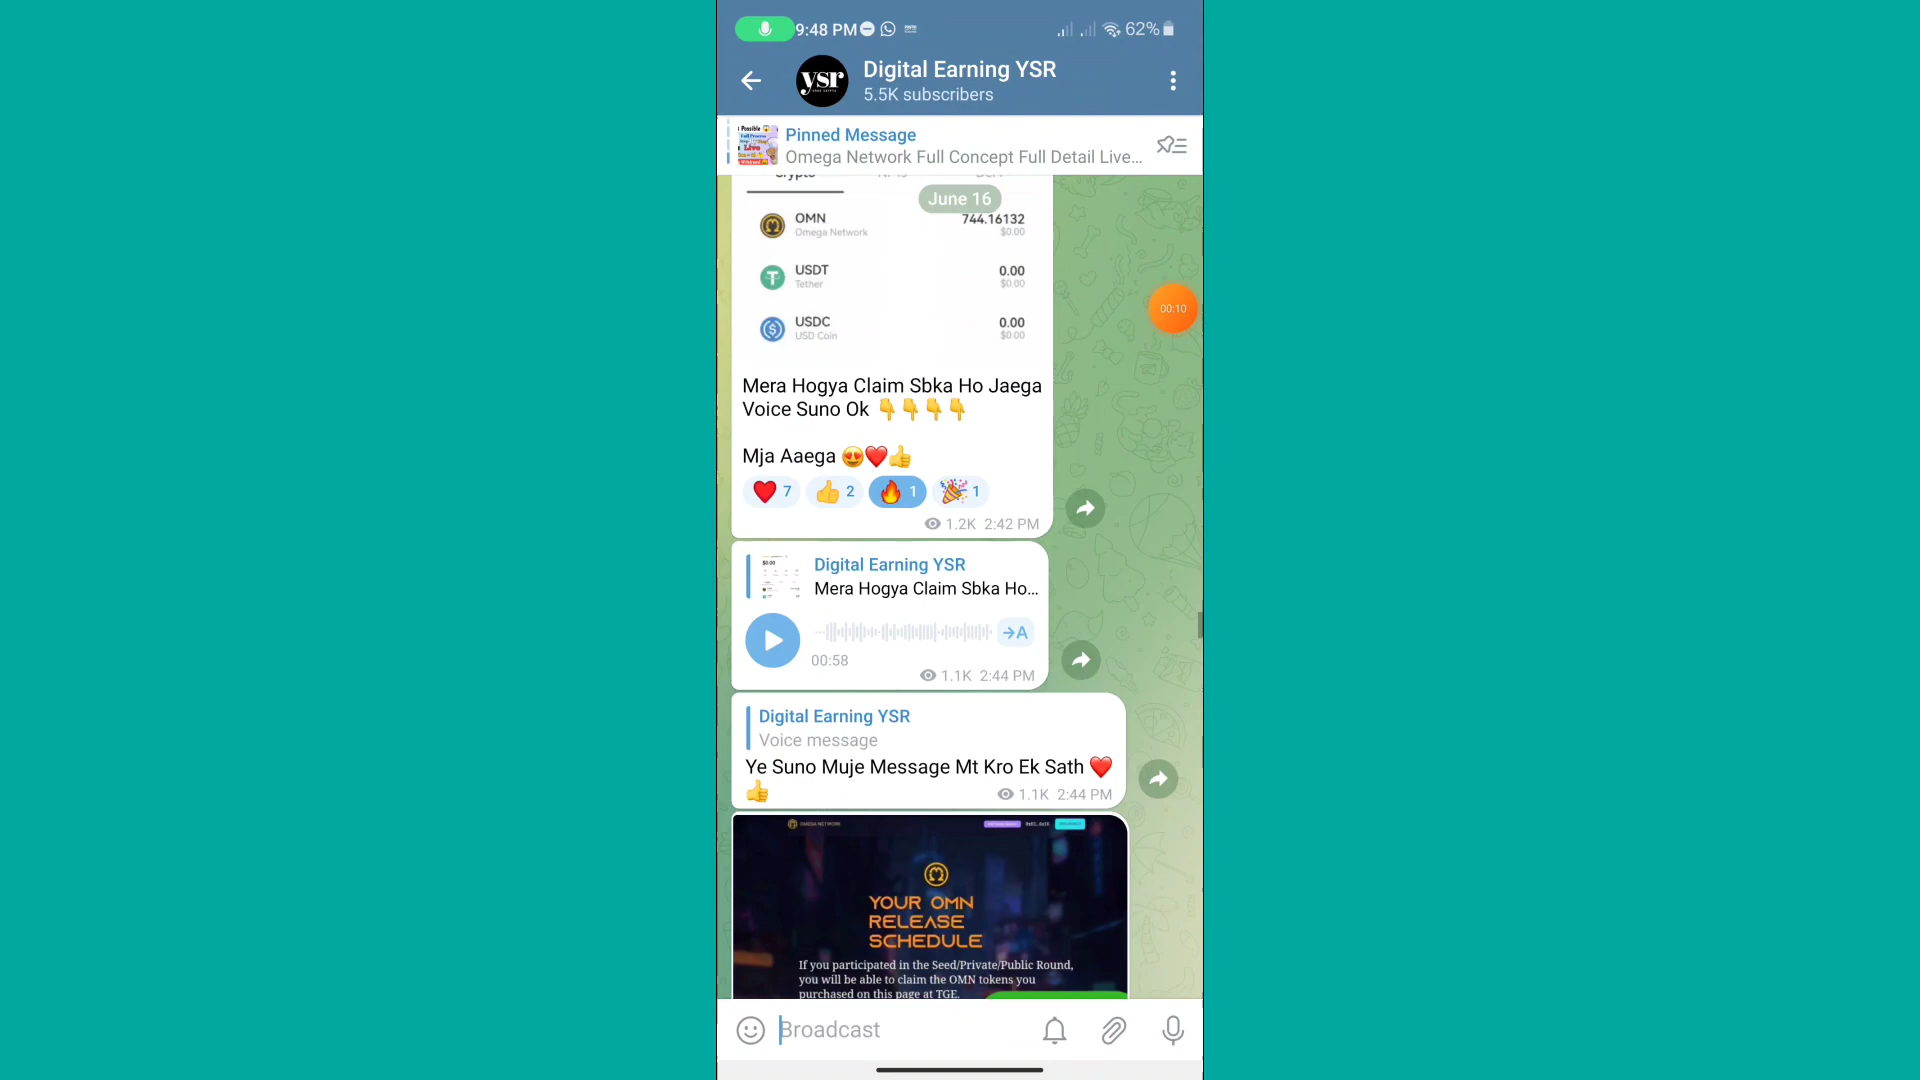 9:48 PM
62%
ysr
Digital Earning YSR
5.5K subscribers
Pinned Message
Omega Network Full Concept Full Detail Live...
Crypto
June 16
OMN
744.16132
Omega Network
$0.00
USDT
0.00
Tether
$0.00
USDC
0.00
USD Coin
$0.00
00:10
Mera Hogya Claim Sbka Ho Jaega
Voice Suno Ok 👇👇👇👇
Mja Aaega 😍❤️👍
❤️ 7 👍 2 🔥 1 🎉 1
1.2K 2:42 PM
Digital Earning YSR
Mera Hogya Claim Sbka Ho...
→A
00:58
1.1K 2:44 PM
Digital Earning YSR
Voice message
Ye Suno Muje Message Mt Kro Ek Sath ❤️
👍
1.1K 2:44 PM
OMEGA NETWORK
YOUR OMN
RELEASE
SCHEDULE
If you participated in the Seed/Private/Public Round,
you will be able to claim the OMN tokens you
purchased on this page at TGE.
Broadcast